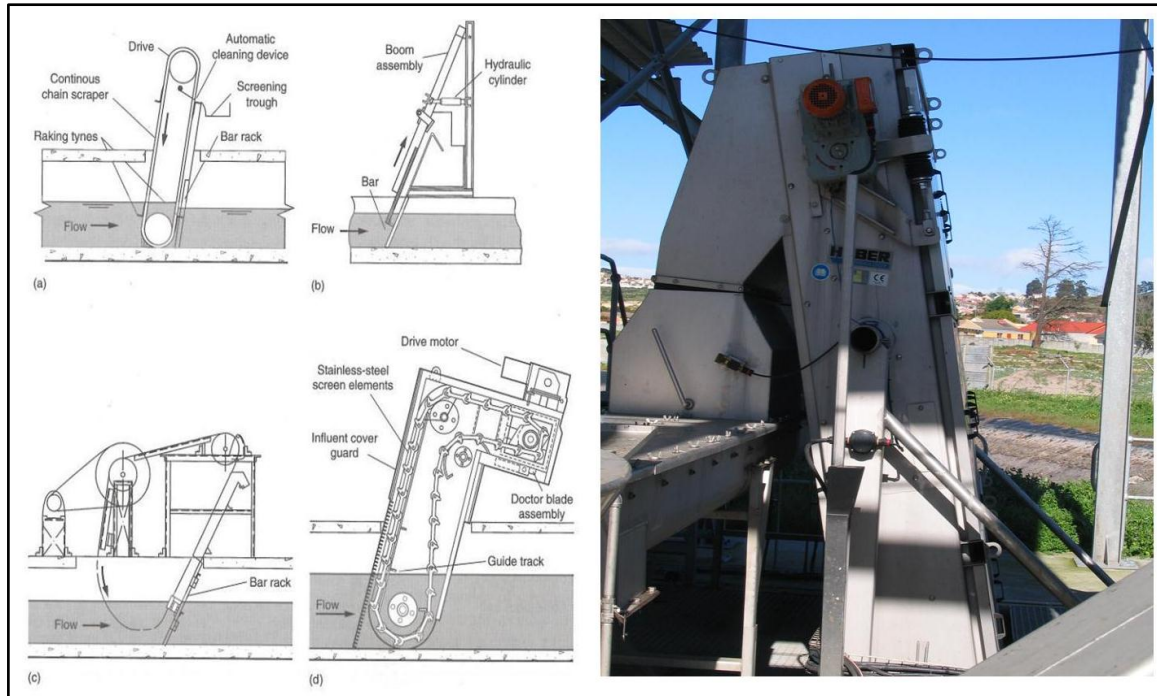 Drive
Automatic
cleaning device
Continous
chain scraper
Screening
trough
Raking tynes
Bar rack
Flow
(a)
Boom
assembly
Hydraulic
cylinder
Bar
Flow
(b)
Bar rack
Flow
(c)
Drive motor
Stainless-steel
screen elements
Influent cover
guard
Doctor blade
assembly
Guide track
Flow
(d)
HUBER
CE